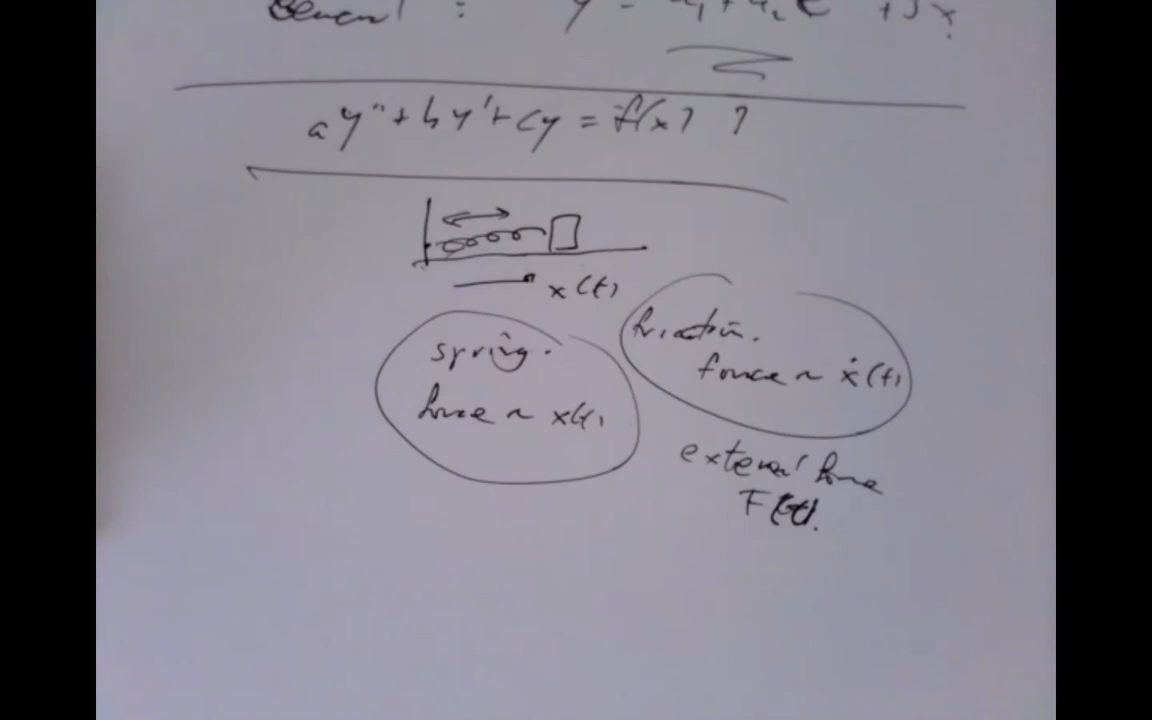 ay'' + by' + cy = f(x) ?
x(t)
spring.
force ~ x(t)
friction.
force ~ ẋ(t)
external force
F(t).